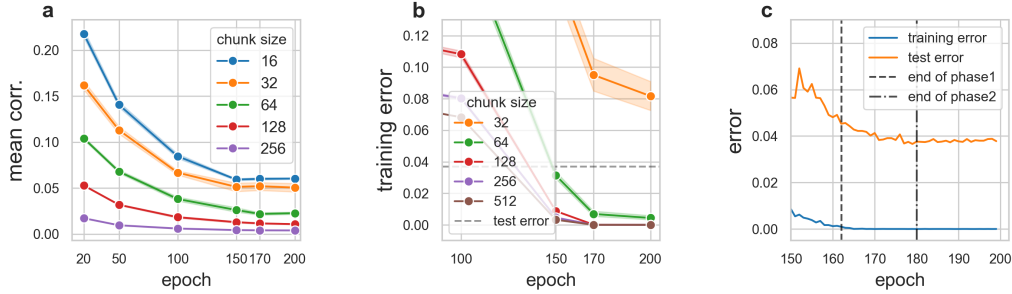 a
mean corr.
0.20
0.15
0.10
0.05
0.00
chunk size
16
32
64
128
256
20 50 100 150 170 200
epoch
b
training error
0.12
0.10
0.08
0.06
0.04
0.02
0.00
chunk size
32
64
128
256
512
test error
100 150 170 200
epoch
c
error
0.08
0.06
0.04
0.02
0.00
training error
test error
end of phase1
end of phase2
150 160 170 180 190 200
epoch